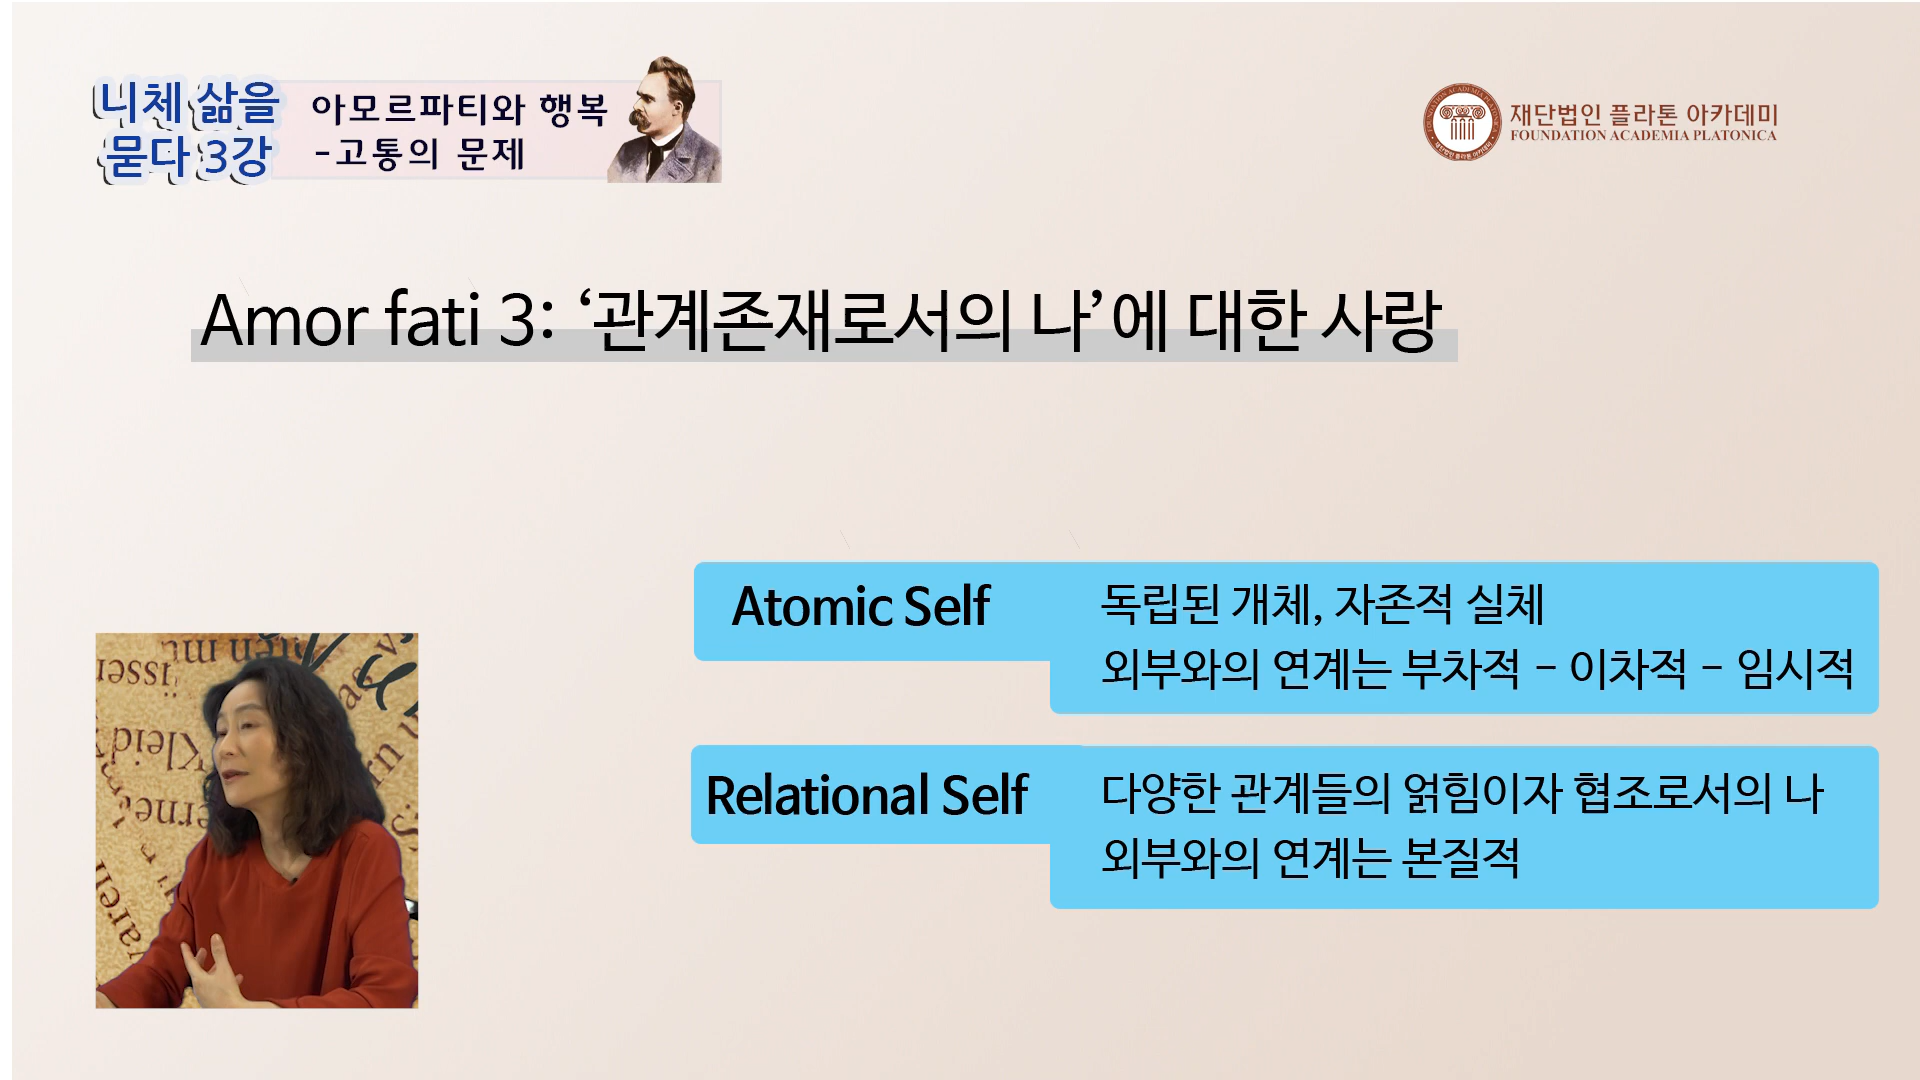 니체 삶을
묻다 3강
아모르파티와 행복
-고통의 문제
재단법인 플라톤 아카데미
FOUNDATION ACADEMIA PLATONICA
Amor fati 3: ‘관계존재로서의 나’에 대한 사랑
Atomic Self
독립된 개체, 자존적 실체
외부와의 연계는 부차적 - 이차적 - 임시적
Relational Self
다양한 관계들의 얽힘이자 협조로서의 나
외부와의 연계는 본질적